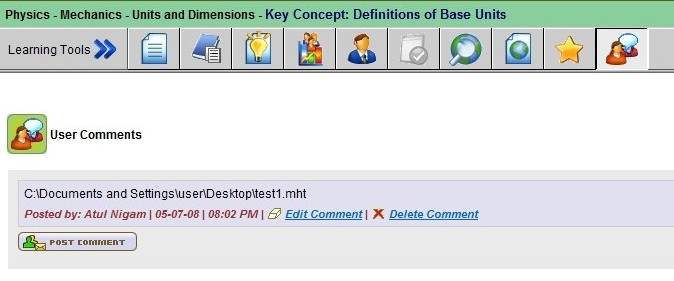 Physics - Mechanics - Units and Dimensions - Key Concept: Definitions of Base Units
Learning Tools
User Comments
C:\Documents and Settings\user\Desktop\test1.mht
Posted by: Atul Nigam | 05-07-08 | 08:02 PM | Edit Comment | Delete Comment
POST COMMENT